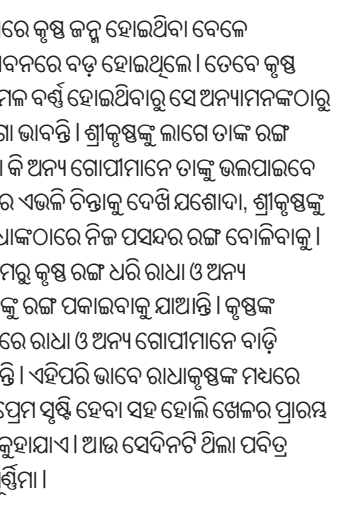 ରେ କୃଷ୍ଣ ଜନ୍ମ ହୋଇଥିବା ବେଳେ
ବନରେ ବଡ଼ ହୋଇଥିଲେ । ତେବେ କୃଷ୍ଣ
ମଳ ବର୍ଣ୍ଣ ହୋଇଥିବାରୁ ସେ ଅନ୍ୟମାନଙ୍କଠାରୁ
ଭାବନ୍ତି । ଶ୍ରୀକୃଷ୍ଣଙ୍କୁ ଲାଗେ ତାଙ୍କ ରଙ୍ଗ
କି ଅନ୍ୟ ଗୋପୀମାନେ ତାଙ୍କୁ ଭଲପାଇବେ
ର ଏଭଳି ଚିନ୍ତାକୁ ଦେଖି ଯଶୋଦା, ଶ୍ରୀକୃଷ୍ଣଙ୍କୁ
ଧାଙ୍କଠାରେ ନିଜ ପସନ୍ଦର ରଙ୍ଗ ବୋଳିବାକୁ ।
ମରୁ କୃଷ୍ଣ ରଙ୍ଗ ଧରି ରାଧା ଓ ଅନ୍ୟ
ଙ୍କୁ ରଙ୍ଗ ପକାଇବାକୁ ଯାଆନ୍ତି । କୃଷ୍ଣଙ୍କ
ରେ ରାଧା ଓ ଅନ୍ୟ ଗୋପୀମାନେ ବାଡ଼ି
ନ୍ତି । ଏହିପରି ଭାବେ ରାଧାକୃଷ୍ଣଙ୍କ ମଧ୍ୟରେ
ପ୍ରେମ ସୃଷ୍ଟି ହେବା ସହ ହୋଲି ଖେଳର ପ୍ରାରମ୍ଭ
କୁହାଯାଏ । ଆଉ ସେଦିନଟି ଥିଲା ପବିତ୍ର
ର୍ଣ୍ଣିମା ।